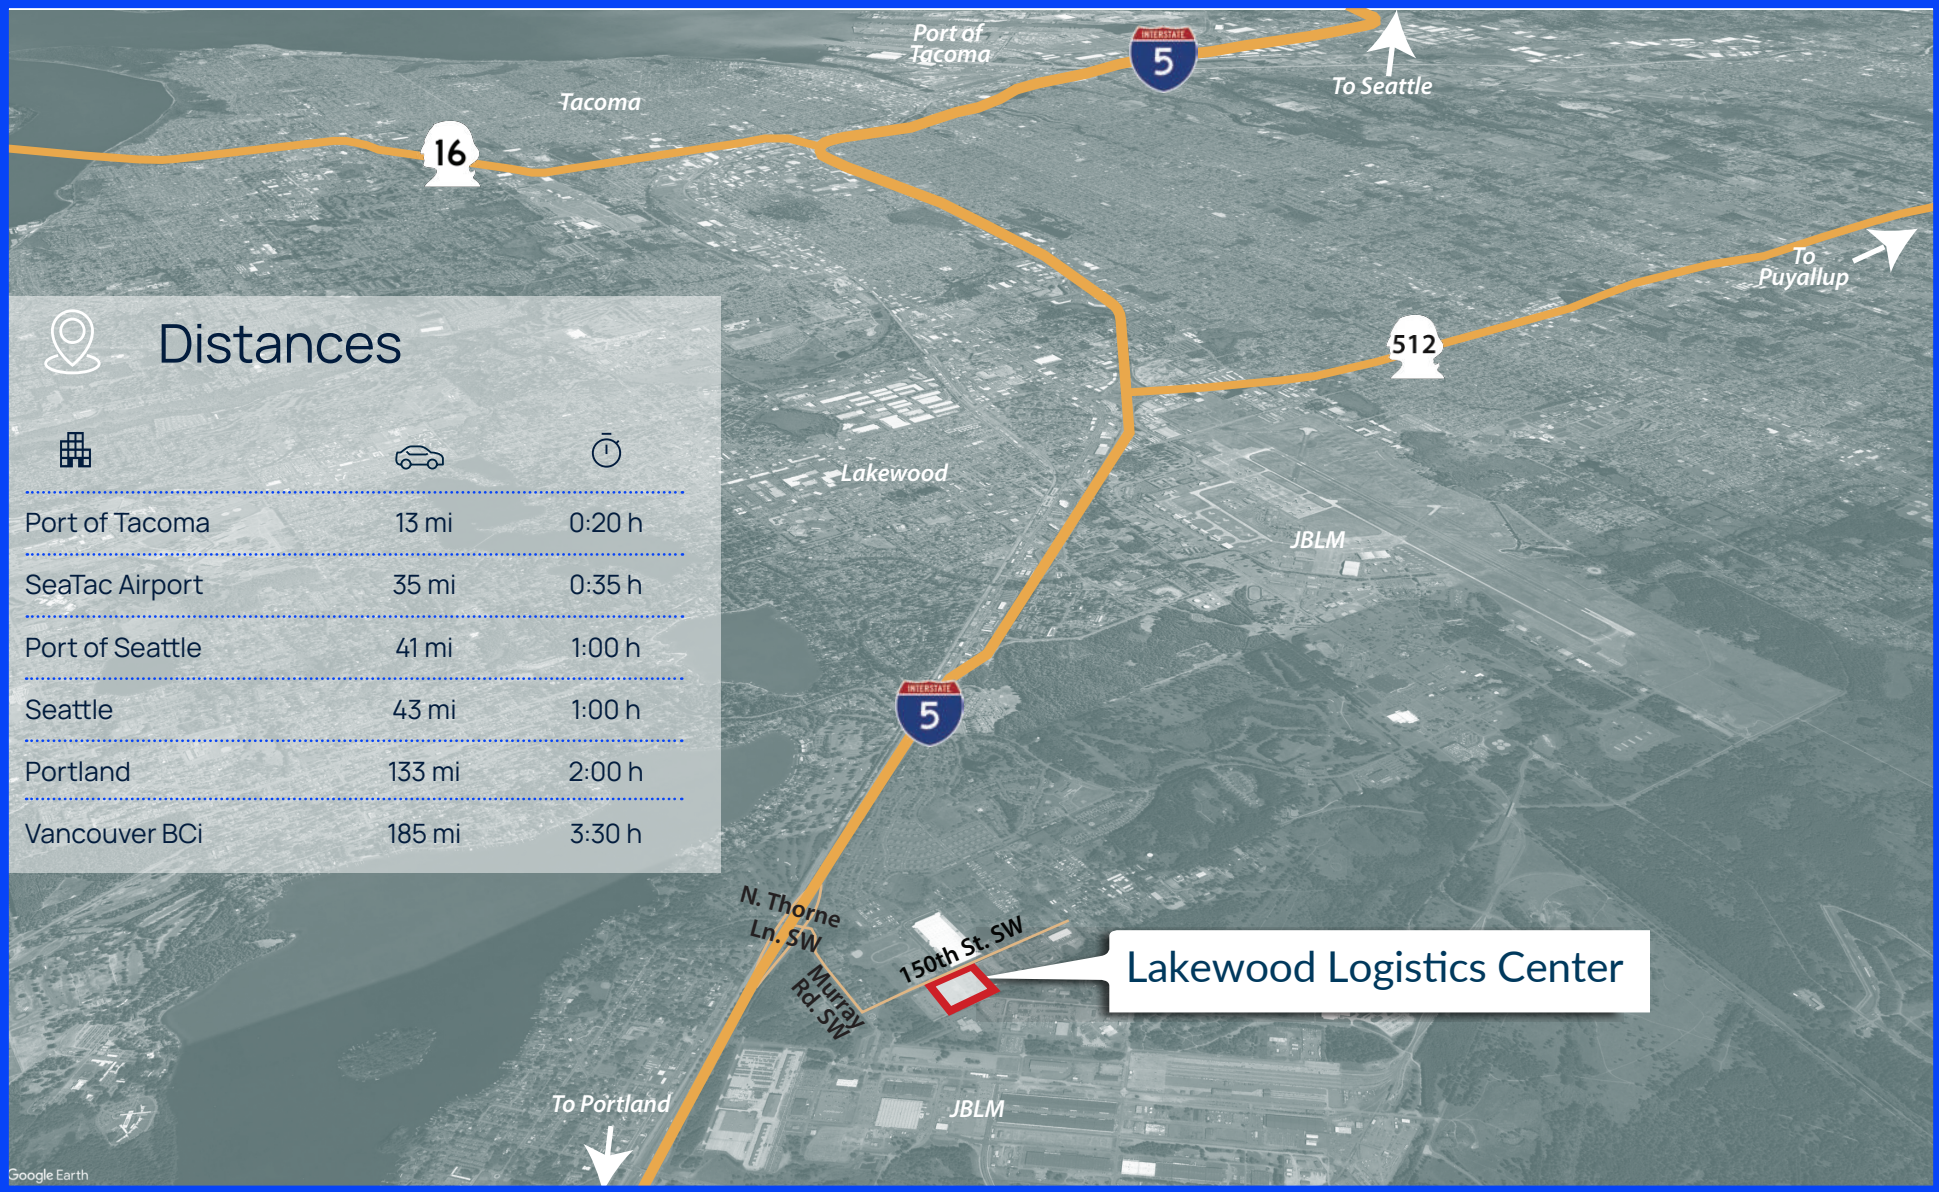 Port of
Tacoma
INTERSTATE
5
To Seattle
Tacoma
16
To
Puyallup
512
Distances
Port of Tacoma 13 mi 0:20 h
SeaTac Airport 35 mi 0:35 h
Port of Seattle 41 mi 1:00 h
Seattle 43 mi 1:00 h
Portland 133 mi 2:00 h
Vancouver BCi 185 mi 3:30 h
Lakewood
JBLM
INTERSTATE
5
N. Thorne
Ln. SW
150th St. SW
Murray
Rd. SW
Lakewood Logistics Center
To Portland
JBLM
Google Earth